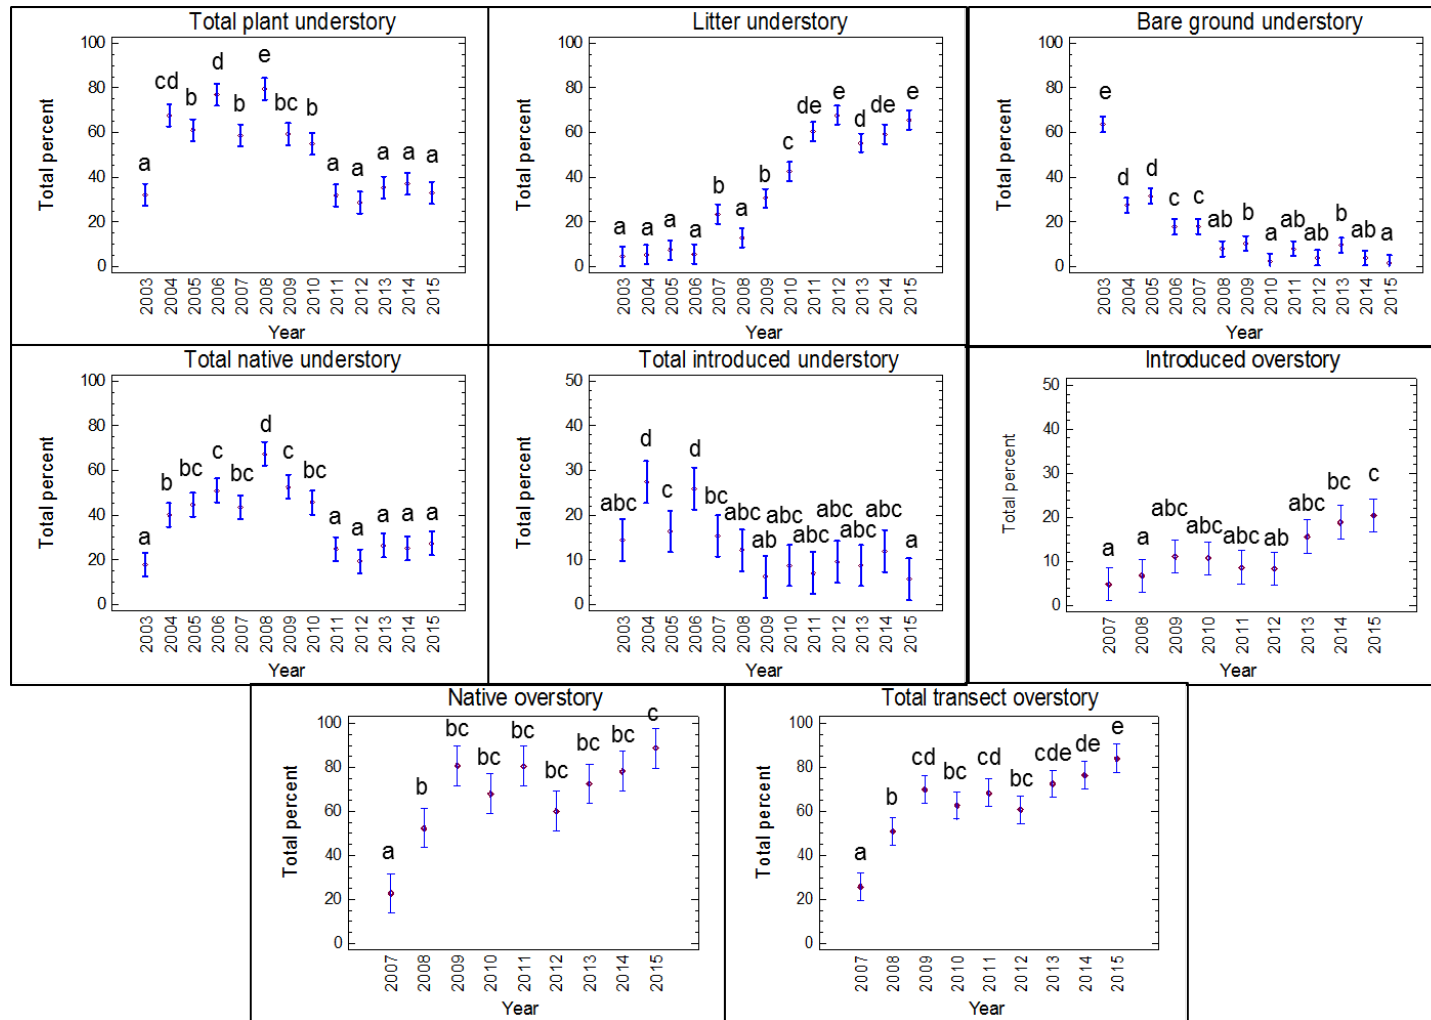 Total plant understory
100
80
60
40
20
0
Total percent
a
cd
b
d
b
e
bc
b
a
a
a
a
a
2003
2004
2005
2006
2007
2008
2009
2010
2011
2012
2013
2014
2015
Year
Litter understory
100
80
60
40
20
0
Total percent
a
a
a
a
b
a
b
c
de
e
d
de
e
2003
2004
2005
2006
2007
2008
2009
2010
2011
2012
2013
2014
2015
Year
Bare ground understory
100
80
60
40
20
0
Total percent
e
d
d
c
c
ab
b
a
ab
ab
b
ab
a
2003
2004
2005
2006
2007
2008
2009
2010
2011
2012
2013
2014
2015
Year
Total native understory
100
80
60
40
20
0
Total percent
a
b
bc
c
bc
d
c
bc
a
a
a
a
a
2003
2004
2005
2006
2007
2008
2009
2010
2011
2012
2013
2014
2015
Year
Total introduced understory
50
40
30
20
10
0
Total percent
abc
d
c
d
bc
abc
ab
abc
abc
abc
abc
abc
a
2003
2004
2005
2006
2007
2008
2009
2010
2011
2012
2013
2014
2015
Year
Introduced overstory
50
40
30
20
10
0
Total percent
a
a
abc
abc
abc
ab
abc
bc
c
2007
2008
2009
2010
2011
2012
2013
2014
2015
Year
Native overstory
100
80
60
40
20
0
Total percent
a
b
bc
bc
bc
bc
bc
bc
c
2007
2008
2009
2010
2011
2012
2013
2014
2015
Year
Total transect overstory
100
80
60
40
20
0
Total percent
a
b
cd
bc
cd
bc
cde
de
e
2007
2008
2009
2010
2011
2012
2013
2014
2015
Year